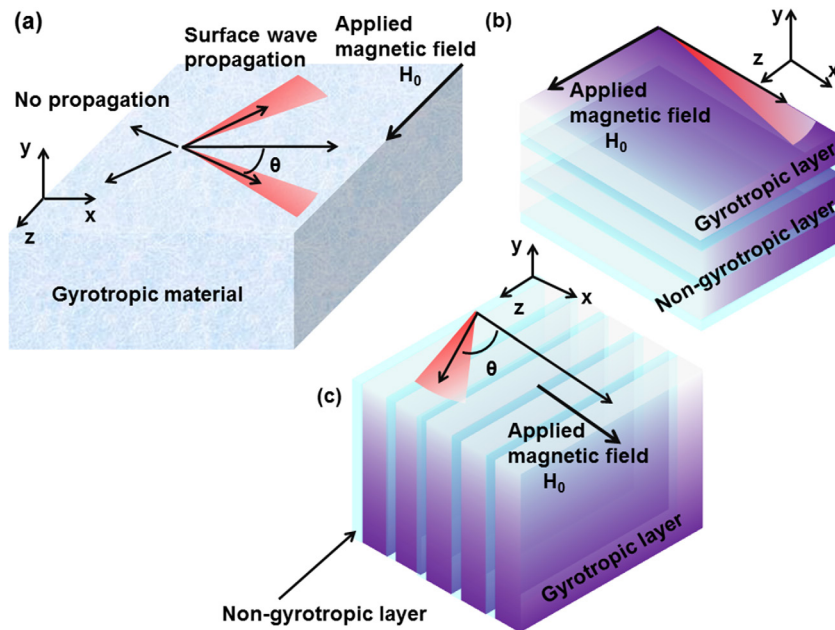 (a)
Surface wave
propagation
Applied
magnetic field
H₀
No propagation
θ
y
x
z
Gyrotropic material
(b)
y
z
x
Applied
magnetic field
H₀
Gyrotropic layer
Non-gyrotropic layer
y
x
z
θ
(c)
Applied
magnetic field
H₀
Gyrotropic layer
Non-gyrotropic layer